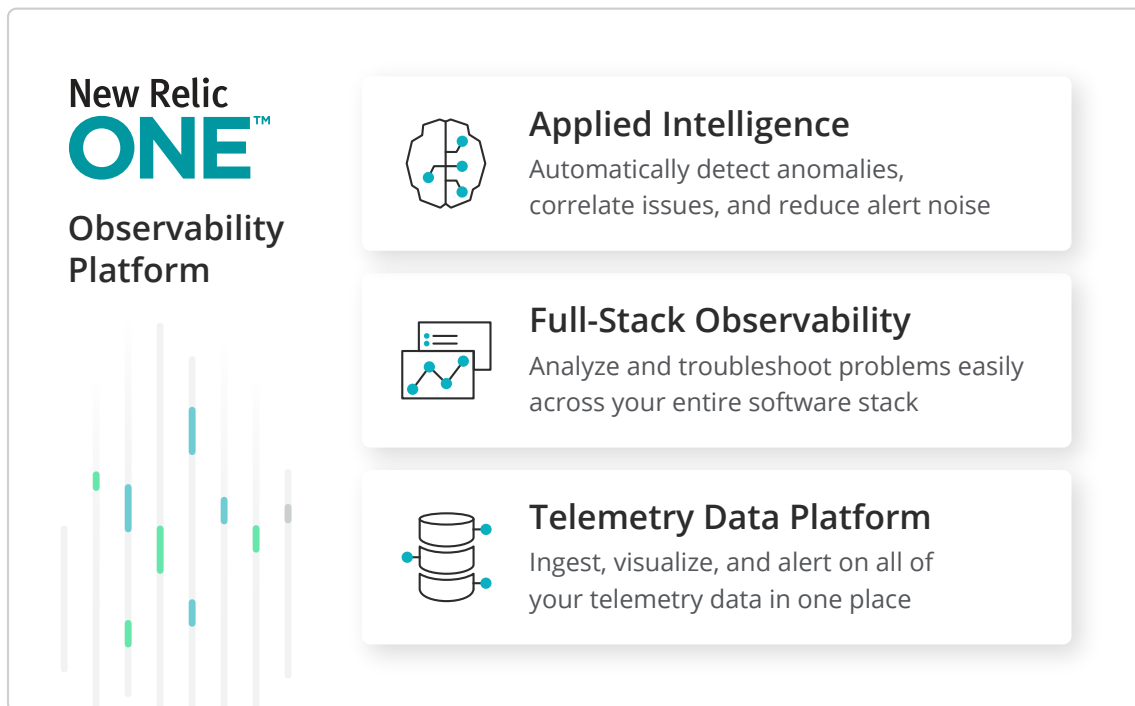 New Relic
ONE™
Observability
Platform
Applied Intelligence
Automatically detect anomalies,
correlate issues, and reduce alert noise
Full-Stack Observability
Analyze and troubleshoot problems easily
across your entire software stack
Telemetry Data Platform
Ingest, visualize, and alert on all of
your telemetry data in one place